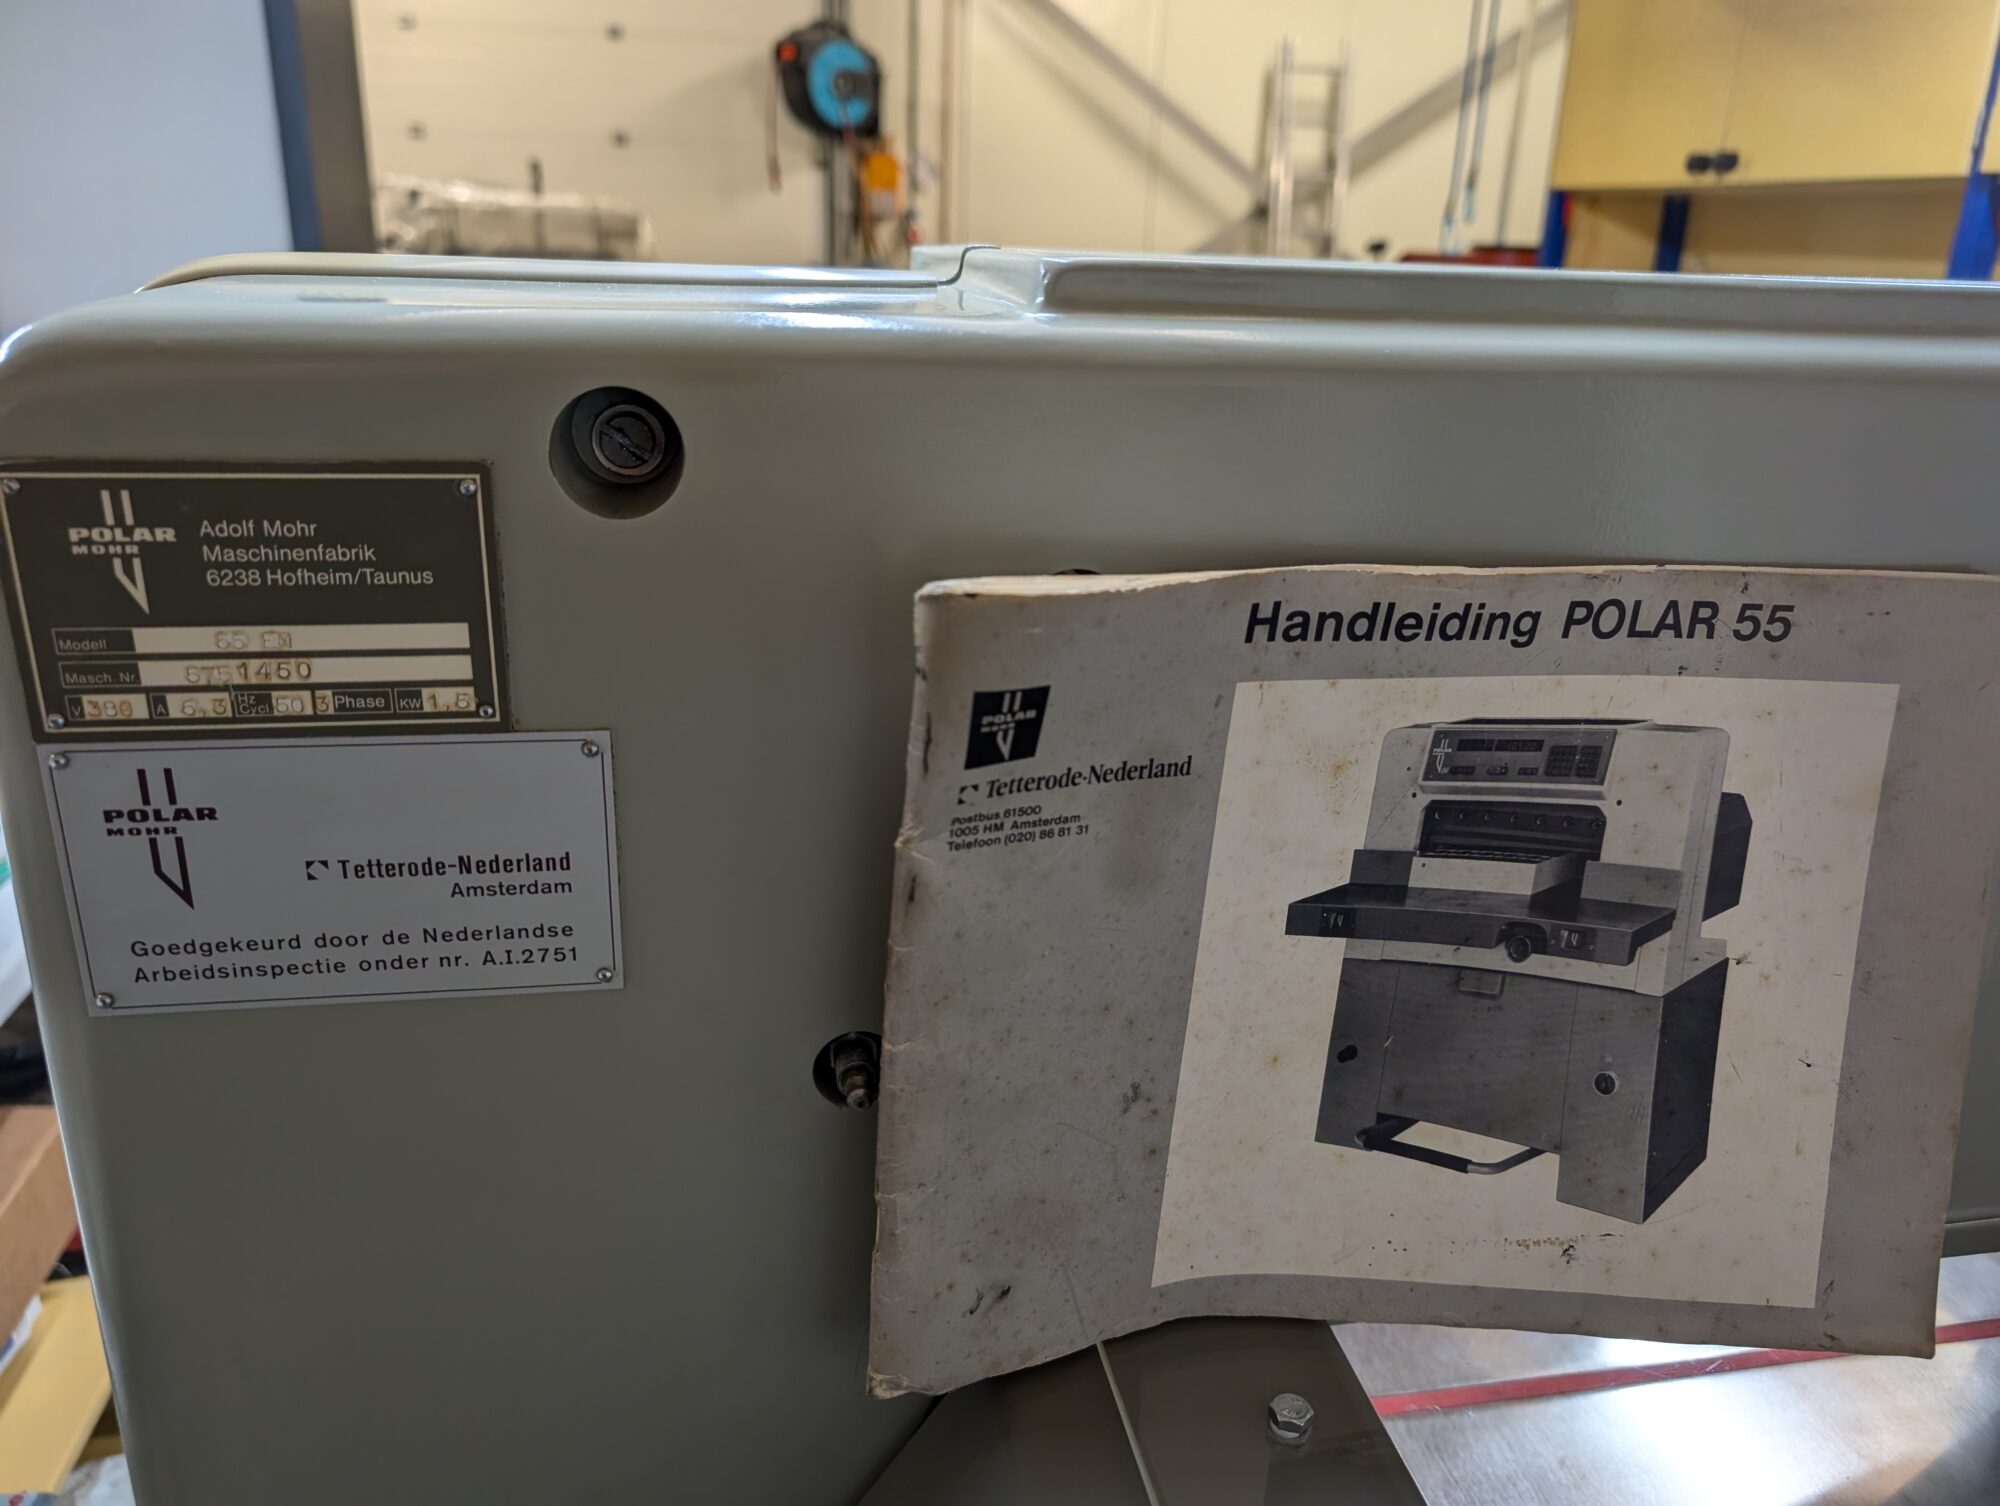 POLAR
MOHR
Adolf Mohr
Maschinenfabrik
6238 Hofheim/Taunus
Modell 55 EM
Masch. Nr. 5751450
V 380 A 6,3 Hz Cycl. 50 3 Phase KW 1,5
POLAR
MOHR
Tetterode-Nederland
Amsterdam
Goedgekeurd door de Nederlandse
Arbeidsinspectie onder nr. A.I.2751
Handleiding POLAR 55
POLAR
MOHR
Tetterode-Nederland
Postbus 61500
1005 HM Amsterdam
Telefoon (020) 86 81 31